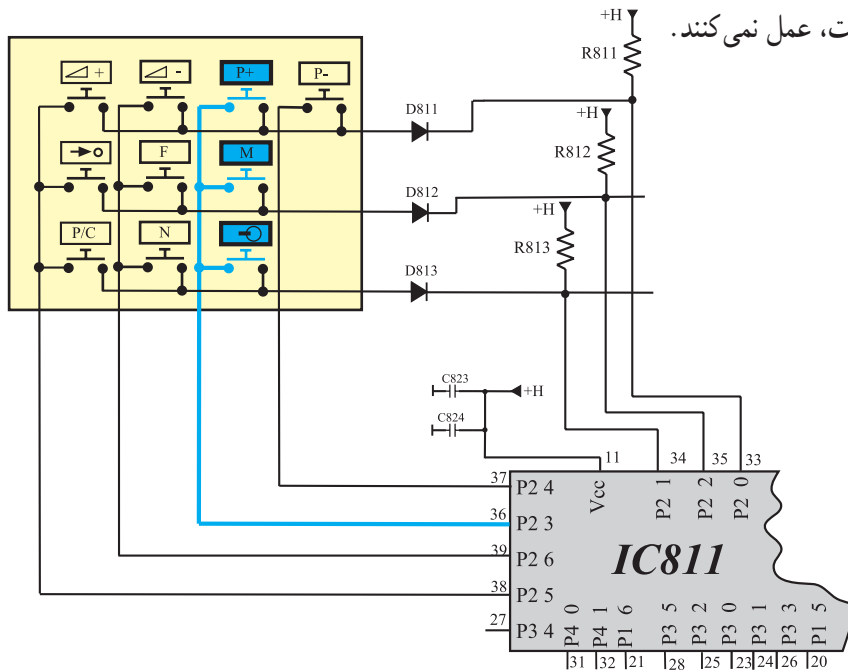 ت، عمل نمی‌کنند.
+H
R811
+ - P+ P-
D811
+H
R812
F M
D812
+H
R813
P/C N
D813
C823
+H
C824
11 34 35 33
37 P2 4 Vcc P2 1 P2 2 P2 0
36 P2 3
39 P2 6
IC811
38 P2 5
27 P3 4
P4 0 P4 1 P1 6 P3 5 P3 2 P3 0 P3 1 P3 3 P1 5
31 32 21 28 25 23 24 26 20